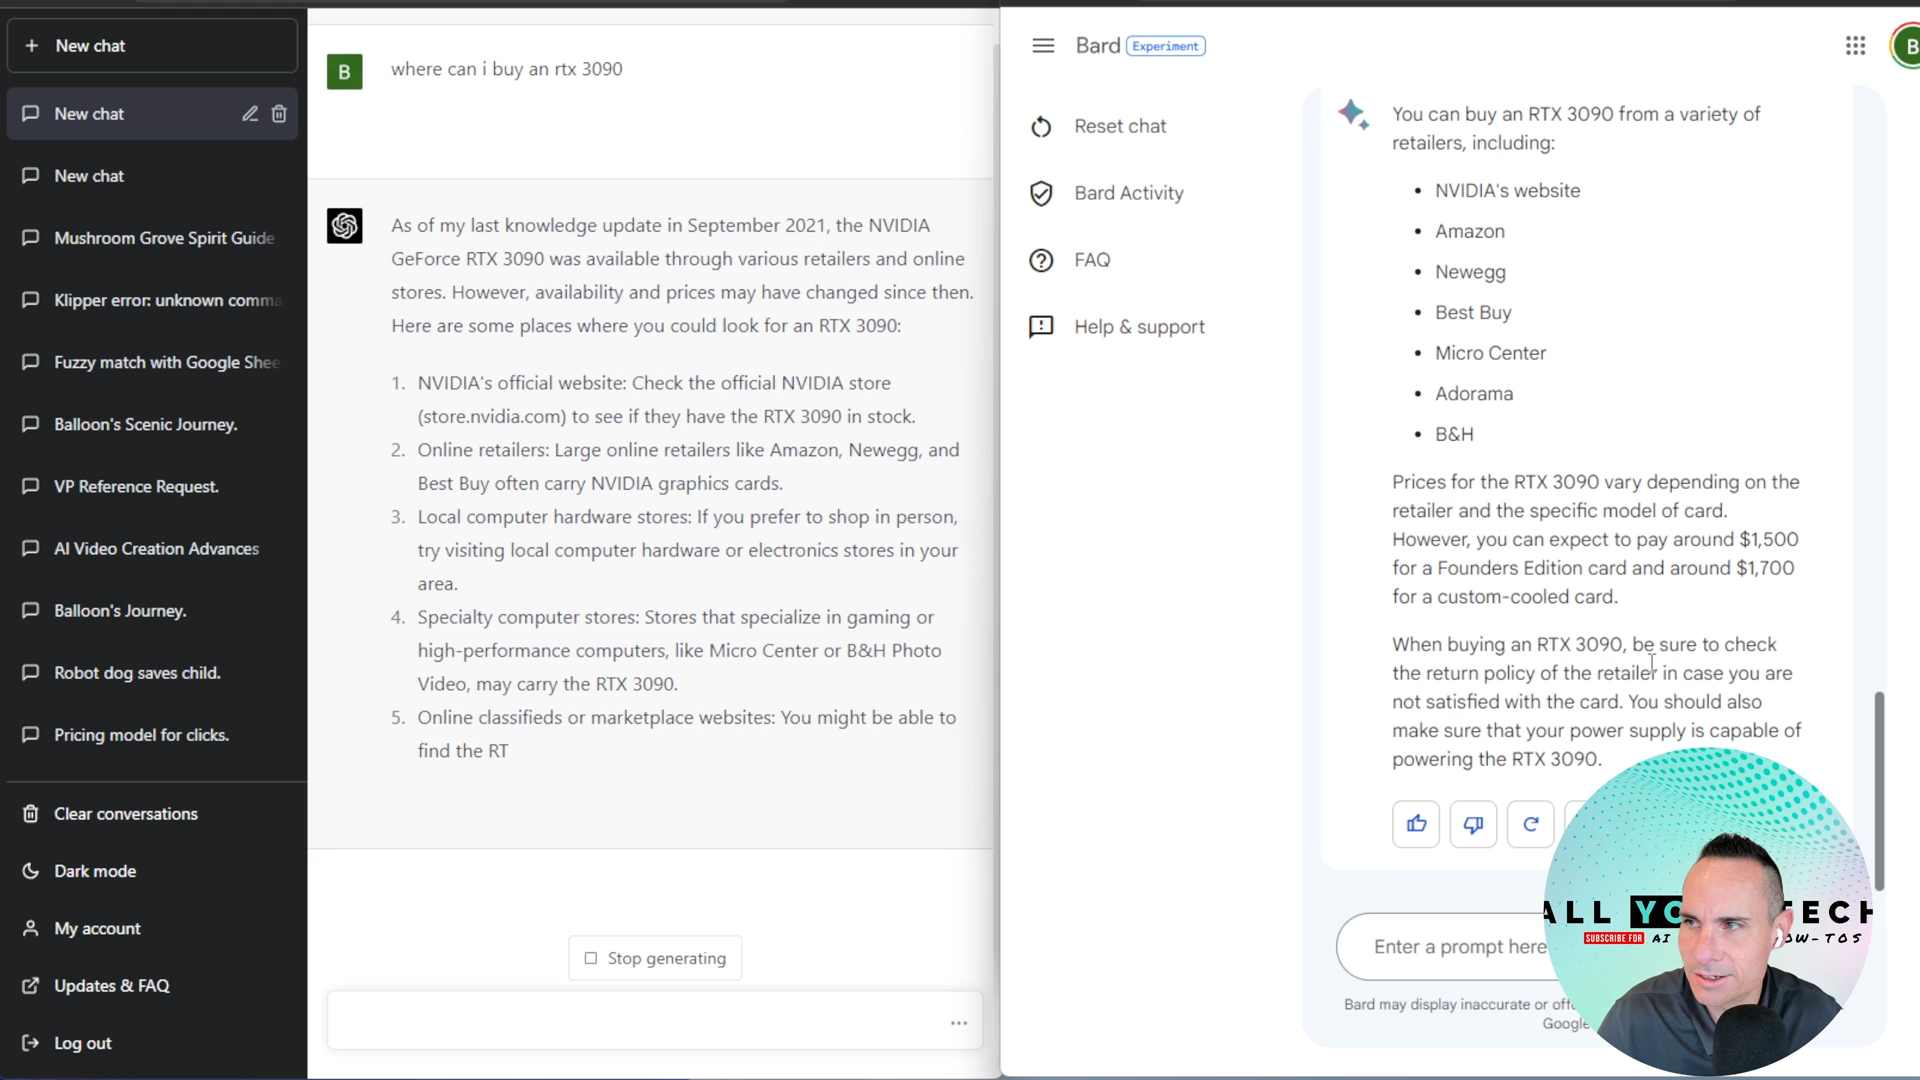 New chat
New chat
New chat
Mushroom Grove Spirit Guide
Klipper error: unknown comma
Fuzzy match with Google Shee
Balloon's Scenic Journey.
VP Reference Request.
AI Video Creation Advances
Balloon's Journey.
Robot dog saves child.
Pricing model for clicks.
Clear conversations
Dark mode
My account
Updates & FAQ
Log out
B
where can i buy an rtx 3090
As of my last knowledge update in September 2021, the NVIDIA
GeForce RTX 3090 was available through various retailers and online
stores. However, availability and prices may have changed since then.
Here are some places where you could look for an RTX 3090:
1. NVIDIA's official website: Check the official NVIDIA store
(store.nvidia.com) to see if they have the RTX 3090 in stock.
2. Online retailers: Large online retailers like Amazon, Newegg, and
Best Buy often carry NVIDIA graphics cards.
3. Local computer hardware stores: If you prefer to shop in person,
try visiting local computer hardware or electronics stores in your
area.
4. Specialty computer stores: Stores that specialize in gaming or
high-performance computers, like Micro Center or B&H Photo
Video, may carry the RTX 3090.
5. Online classifieds or marketplace websites: You might be able to
find the RT
Stop generating
Bard Experiment
B
Reset chat
Bard Activity
FAQ
Help & support
You can buy an RTX 3090 from a variety of
retailers, including:
• NVIDIA's website
• Amazon
• Newegg
• Best Buy
• Micro Center
• Adorama
• B&H
Prices for the RTX 3090 vary depending on the
retailer and the specific model of card.
However, you can expect to pay around $1,500
for a Founders Edition card and around $1,700
for a custom-cooled card.
When buying an RTX 3090, be sure to check
the return policy of the retailer in case you are
not satisfied with the card. You should also
make sure that your power supply is capable of
powering the RTX 3090.
Enter a prompt here
Bard may display inaccurate or off
Google
ALL YO TECH
SUBSCRIBE FOR AI OW-TOS